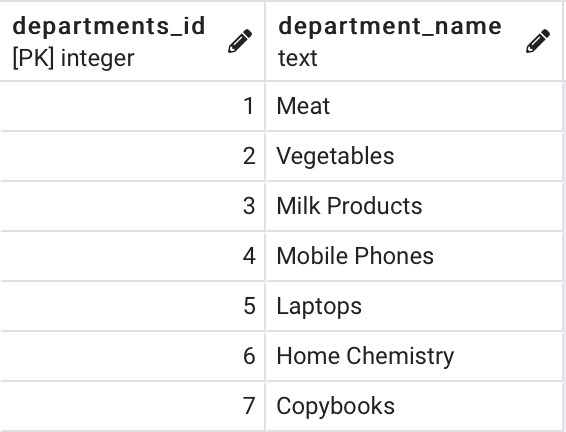 departments_id department_name
[PK] integer text
1 Meat
2 Vegetables
3 Milk Products
4 Mobile Phones
5 Laptops
6 Home Chemistry
7 Copybooks